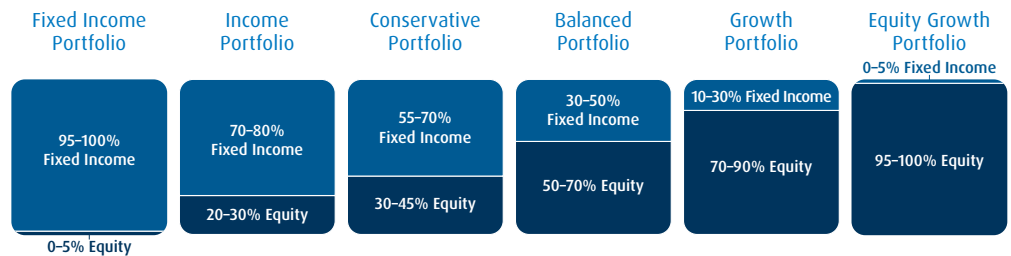 Fixed Income
Portfolio
95–100%
Fixed Income
0–5% Equity
Income
Portfolio
70–80%
Fixed Income
20–30% Equity
Conservative
Portfolio
55–70%
Fixed Income
30–45% Equity
Balanced
Portfolio
30–50%
Fixed Income
50–70% Equity
Growth
Portfolio
10–30% Fixed Income
70–90% Equity
Equity Growth
Portfolio
0–5% Fixed Income
95–100% Equity